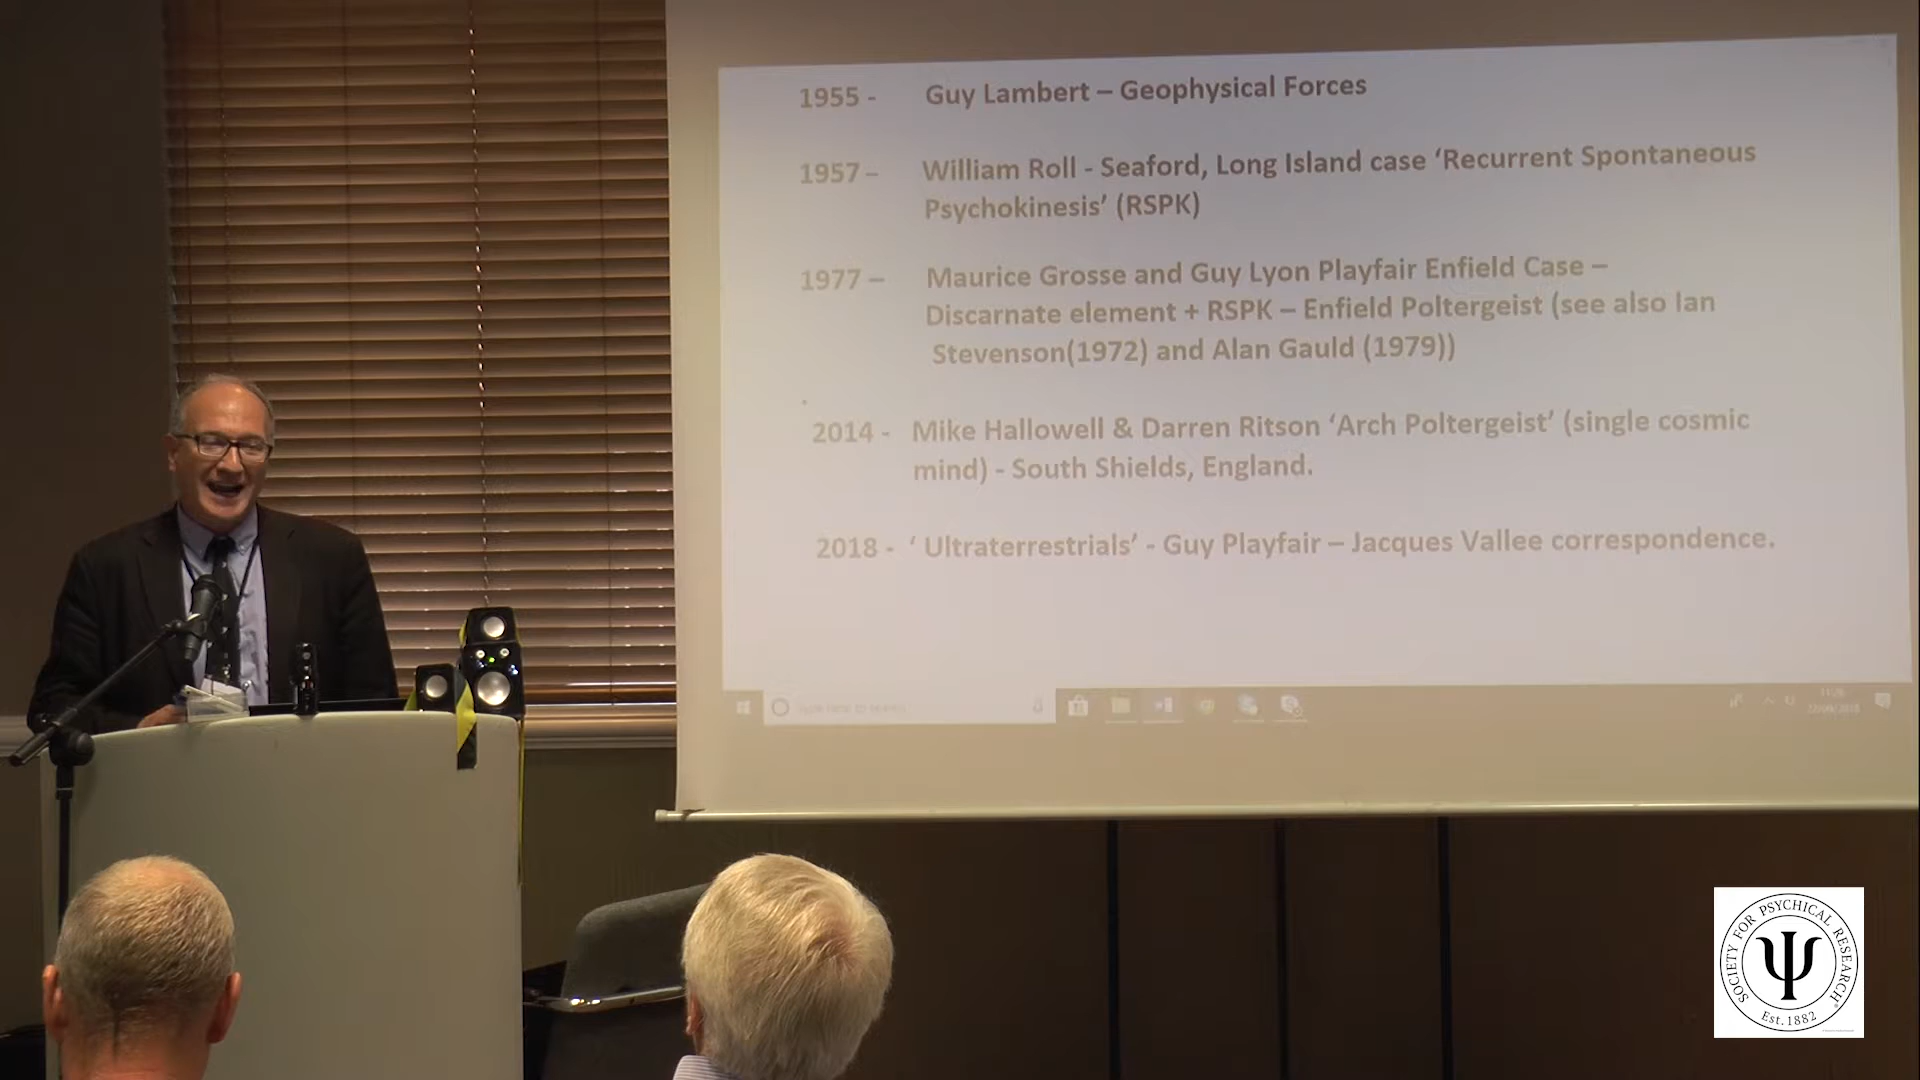 1955 - Guy Lambert – Geophysical Forces
1957 – William Roll - Seaford, Long Island case ‘Recurrent Spontaneous
Psychokinesis’ (RSPK)
1977 – Maurice Grosse and Guy Lyon Playfair Enfield Case –
Discarnate element + RSPK – Enfield Poltergeist (see also Ian
Stevenson(1972) and Alan Gauld (1979))
2014 - Mike Hallowell & Darren Ritson ‘Arch Poltergeist’ (single cosmic
mind) - South Shields, England.
2018 - ‘ Ultraterrestrials’ - Guy Playfair – Jacques Vallee correspondence.
SOCIETY FOR PSYCHICAL RESEARCH
Est. 1882